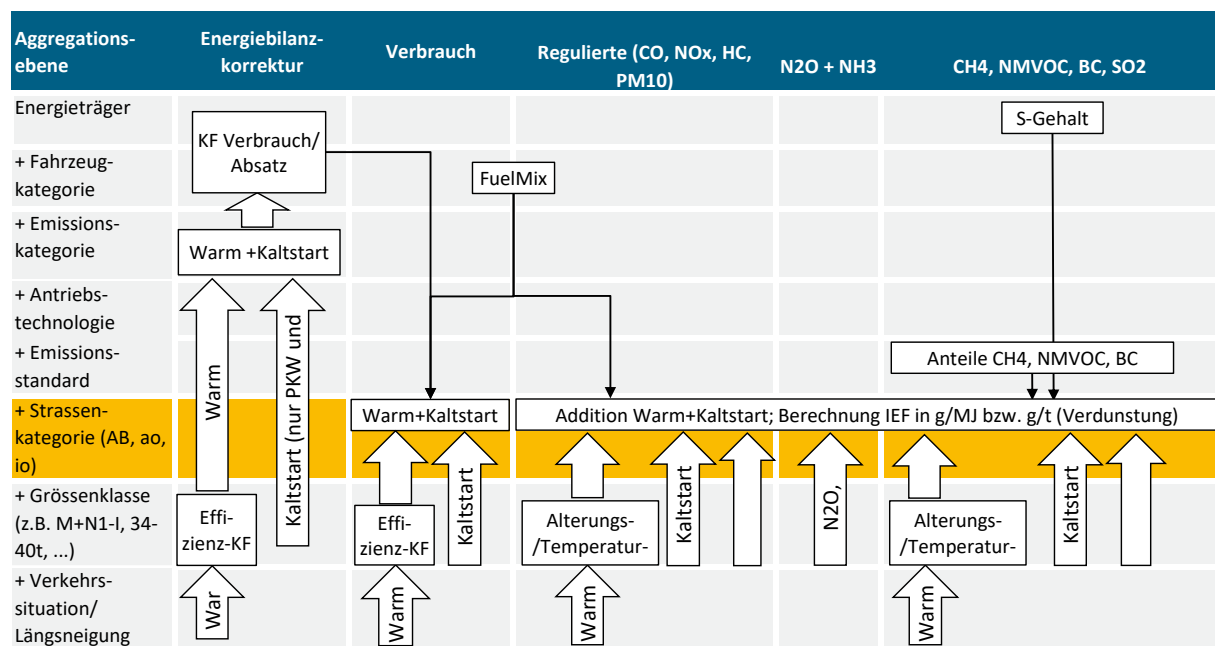 Aggregations-
ebene
Energiebilanz-
korrektur
Verbrauch
Regulierte (CO, NOx, HC,
PM10)
N2O + NH3
CH4, NMVOC, BC, SO2
Energieträger
KF Verbrauch/
Absatz
S-Gehalt
+ Fahrzeug-
kategorie
FuelMix
+ Emissions-
kategorie
Warm +Kaltstart
+ Antriebs-
technologie
+ Emissions-
standard
Warm
Kaltstart (nur PKW und
Anteile CH4, NMVOC, BC
+ Strassen-
kategorie (AB, ao,
io)
Warm+Kaltstart
Addition Warm+Kaltstart; Berechnung IEF in g/MJ bzw. g/t (Verdunstung)
+ Grössenklasse
(z.B. M+N1-I, 34-
40t, ...)
Effi-
zienz-KF
Effi-
zienz-KF
Kaltstart
Alterungs-
/Temperatur-
Kaltstart
N2O,
Alterungs-
/Temperatur-
Kaltstart
+ Verkehrs-
situation/
Längsneigung
War
Warm
Warm
Warm